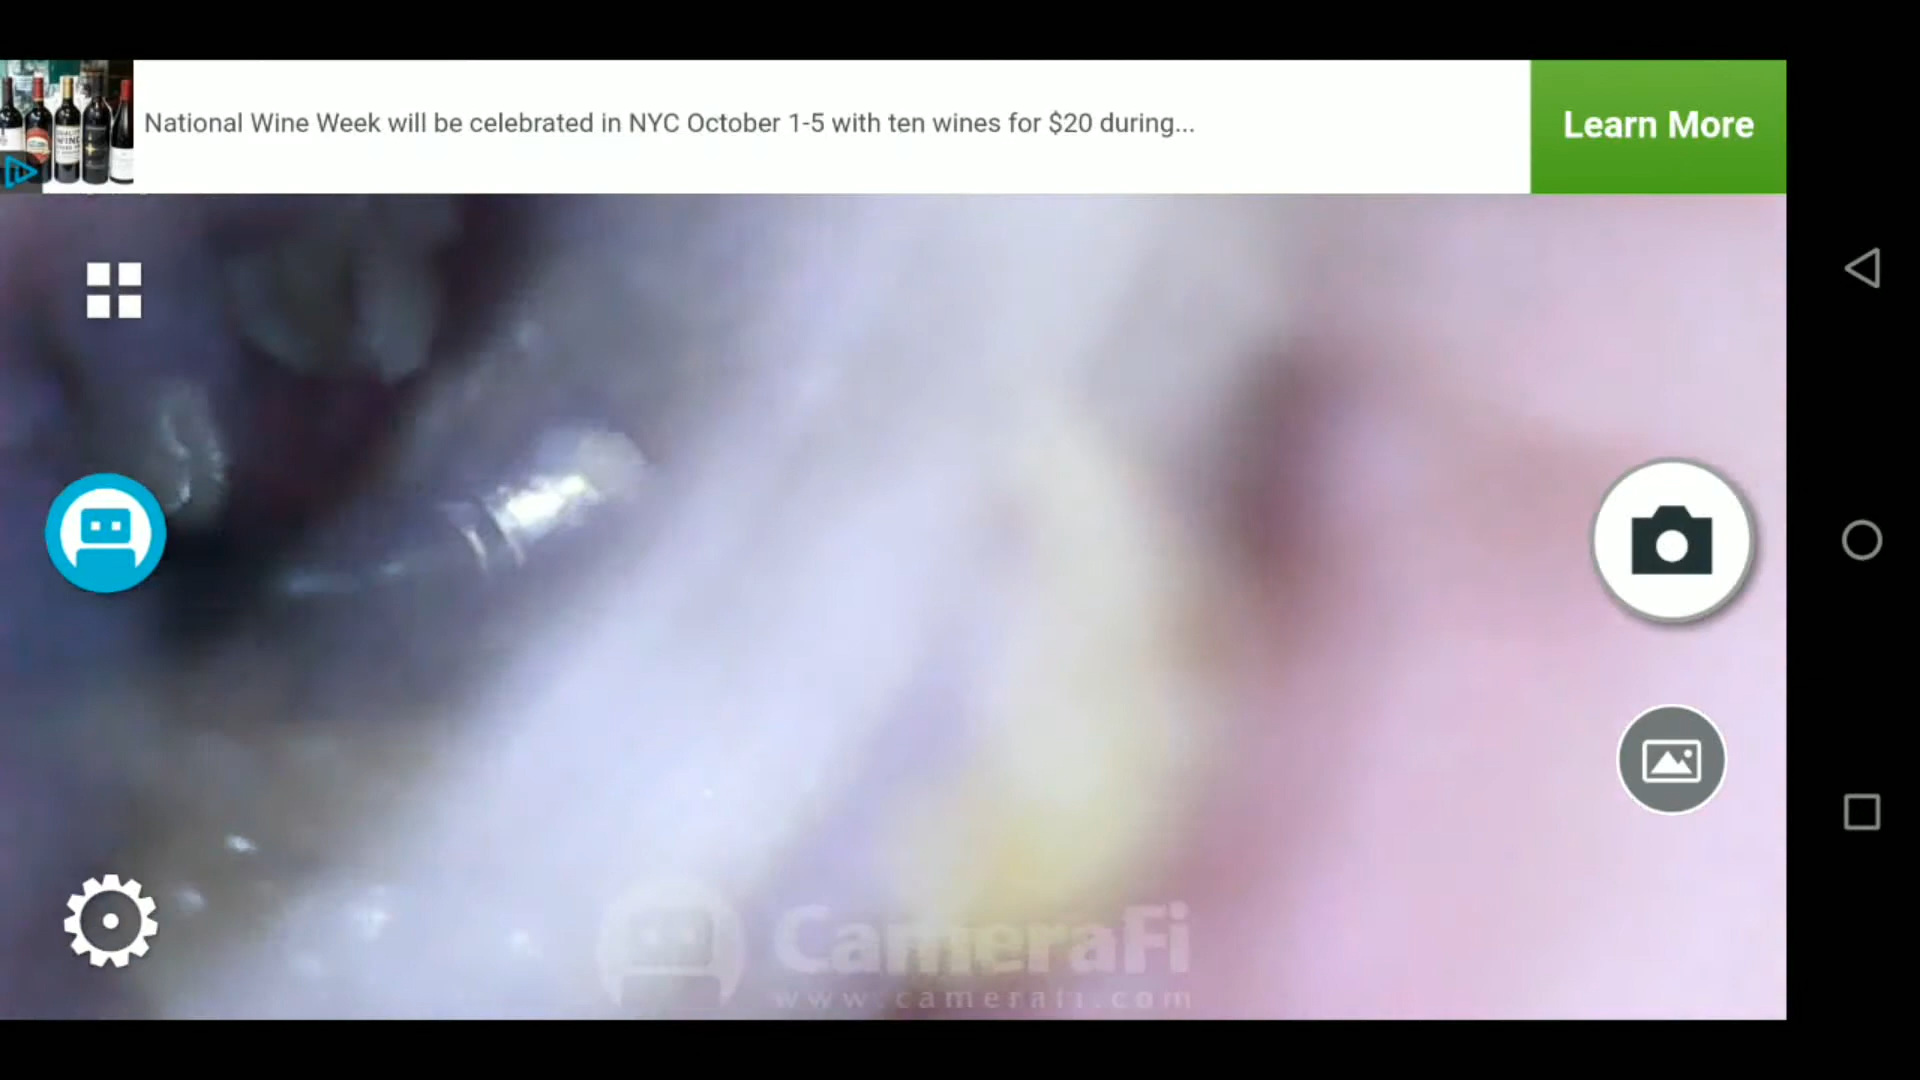 National Wine Week will be celebrated in NYC October 1-5 with ten wines for $20 during...
Learn More
CameraFi
www.camerafi.com